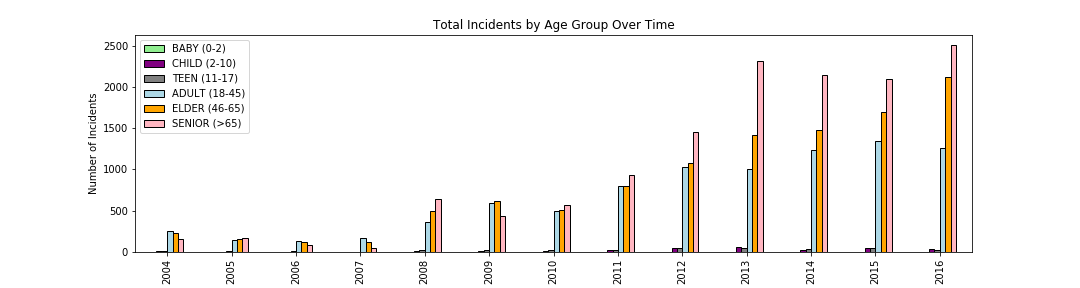 Total Incidents by Age Group Over Time
Number of Incidents
2500
2000
1500
1000
500
0
BABY (0-2)
CHILD (2-10)
TEEN (11-17)
ADULT (18-45)
ELDER (46-65)
SENIOR (>65)
2004
2005
2006
2007
2008
2009
2010
2011
2012
2013
2014
2015
2016